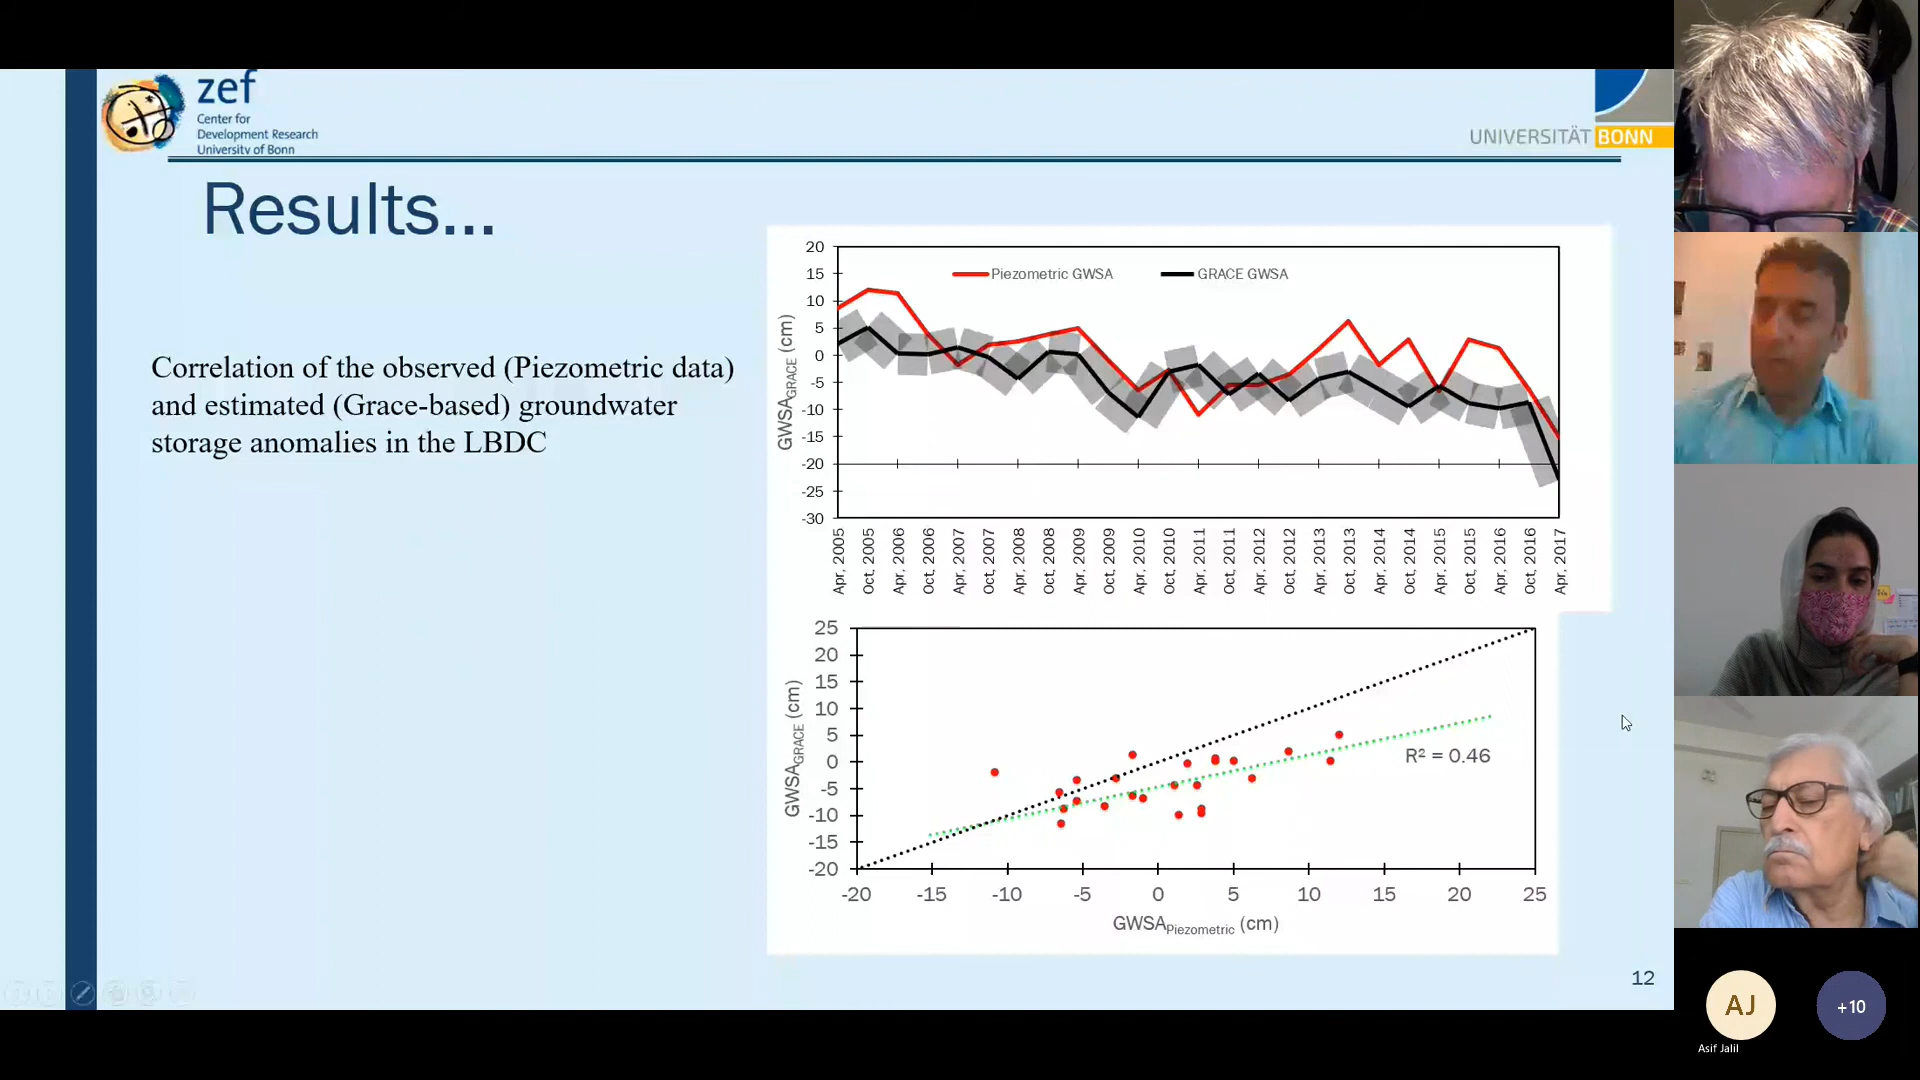 zef
Center for
Development Research
University of Bonn
UNIVERSITÄT BONN
Results...
Correlation of the observed (Piezometric data)
and estimated (Grace-based) groundwater
storage anomalies in the LBDC
Piezometric GWSA
GRACE GWSA
GWSAGRACE (cm)
20
15
10
5
0
-5
-10
-15
-20
-25
-30
Apr, 2005
Oct, 2005
Apr, 2006
Oct, 2006
Apr, 2007
Oct, 2007
Apr, 2008
Oct, 2008
Apr, 2009
Oct, 2009
Apr, 2010
Oct, 2010
Apr, 2011
Oct, 2011
Apr, 2012
Oct, 2012
Apr, 2013
Oct, 2013
Apr, 2014
Oct, 2014
Apr, 2015
Oct, 2015
Apr, 2016
Oct, 2016
Apr, 2017
GWSAGRACE (cm)
25
20
15
10
5
0
-5
-10
-15
-20
R² = 0.46
-20 -15 -10 -5 0 5 10 15 20 25
GWSAPiezometric (cm)
12
AJ
+10
Asif Jalil